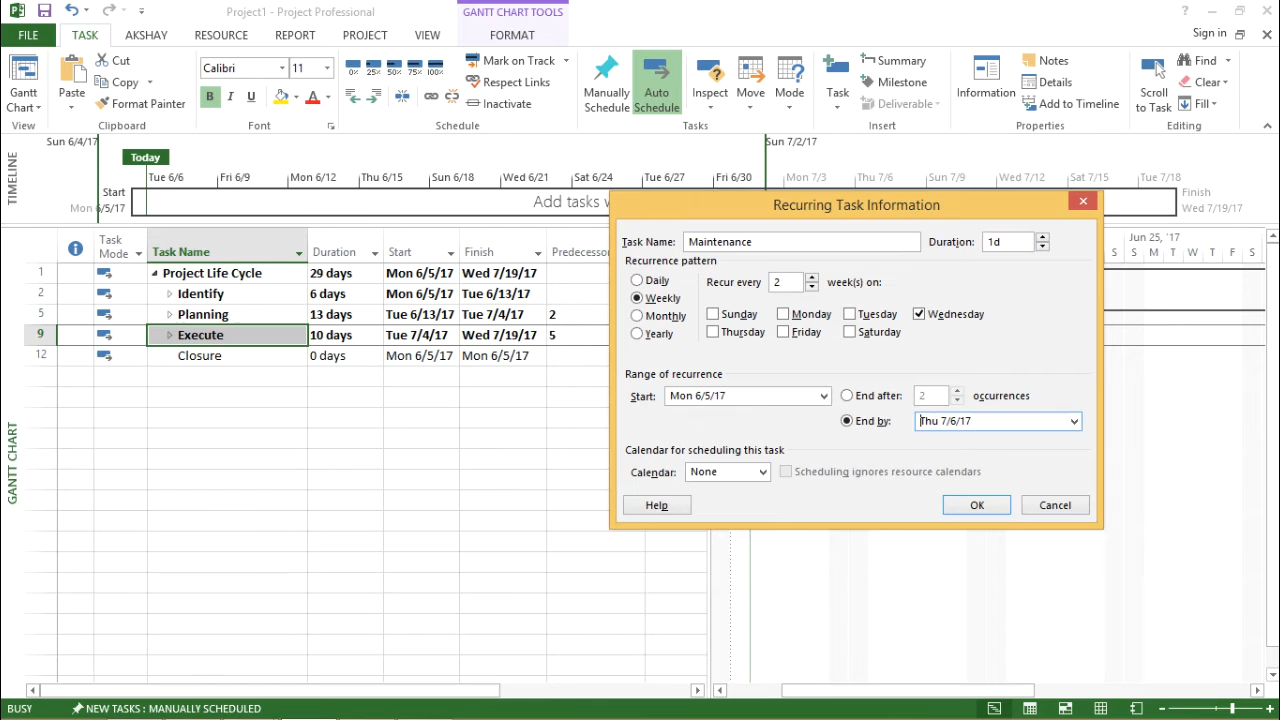 Project1 - Project Professional
GANTT CHART TOOLS
Sign in
FILE TASK AKSHAY RESOURCE REPORT PROJECT VIEW FORMAT
Gantt Chart
View
Paste
Cut
Copy
Format Painter
Clipboard
Calibri 11
B I U A
Font
0% 25% 50% 75% 100%
Mark on Track
Respect Links
Inactivate
Schedule
Manually Schedule
Auto Schedule
Inspect
Move
Mode
Tasks
Task
Summary
Milestone
Deliverable
Insert
Information
Notes
Details
Add to Timeline
Properties
Scroll to Task
Find
Clear
Fill
Editing
TIMELINE
Sun 6/4/17
Sun 7/2/17
Today
Tue 6/6 Fri 6/9 Mon 6/12 Thu 6/15 Sun 6/18 Wed 6/21 Sat 6/24 Tue 6/27 Fri 6/30 Mon 7/3 Thu 7/6 Sun 7/9 Wed 7/12 Sat 7/15 Tue 7/18
Start
Mon 6/5/17
Add tasks w
Finish
Wed 7/19/17
GANTT CHART
Task Mode Task Name Duration Start Finish Predecesso
1 Project Life Cycle 29 days Mon 6/5/17 Wed 7/19/17
2 Identify 6 days Mon 6/5/17 Tue 6/13/17
5 Planning 13 days Tue 6/13/17 Tue 7/4/17 2
9 Execute 10 days Tue 7/4/17 Wed 7/19/17 5
12 Closure 0 days Mon 6/5/17 Mon 6/5/17
Jun 25, '17
S S M T W T F S
Recurring Task Information
Task Name: Maintenance Duration: 1d
Recurrence pattern
Daily
Weekly
Monthly
Yearly
Recur every 2 week(s) on:
Sunday Monday Tuesday Wednesday
Thursday Friday Saturday
Range of recurrence
Start: Mon 6/5/17 End after: 2 occurrences
End by: Thu 7/6/17
Calendar for scheduling this task
Calendar: None Scheduling ignores resource calendars
Help OK Cancel
BUSY NEW TASKS : MANUALLY SCHEDULED